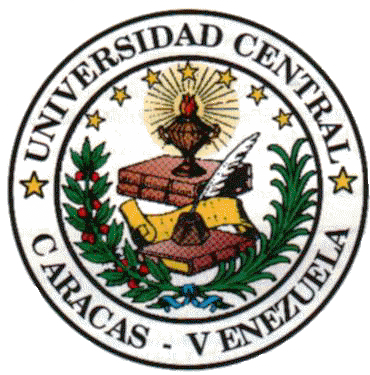 UNIVERSIDAD CENTRAL
CARACAS - VENEZUELA